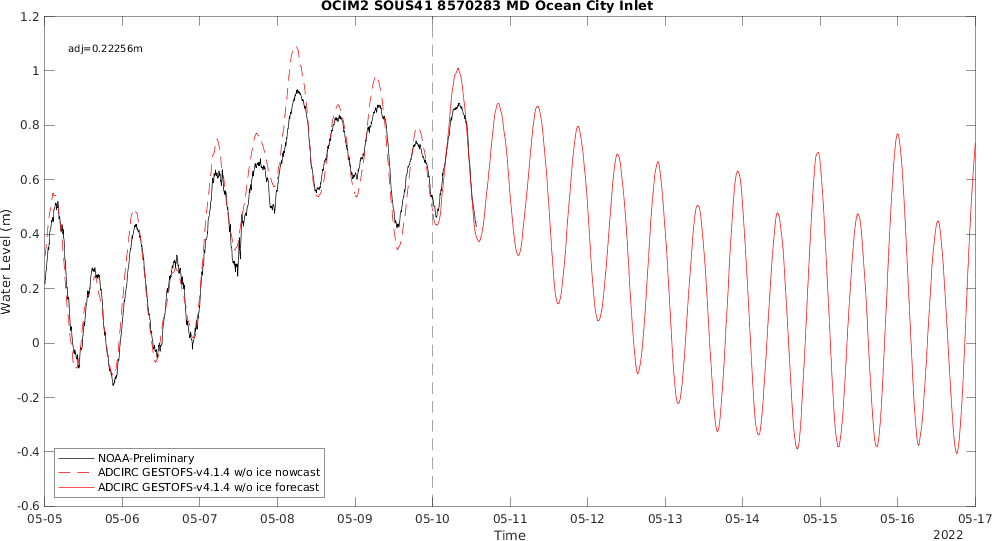 OCIM2 SOUS41 8570283 MD Ocean City Inlet
adj=0.22256m
1.2
1
0.8
0.6
0.4
0.2
0
-0.2
-0.4
-0.6
Water Level (m)
NOAA-Preliminary
ADCIRC GESTOFS-v4.1.4 w/o ice nowcast
ADCIRC GESTOFS-v4.1.4 w/o ice forecast
05-05 05-06 05-07 05-08 05-09 05-10 05-11 05-12 05-13 05-14 05-15 05-16 05-17
Time
2022